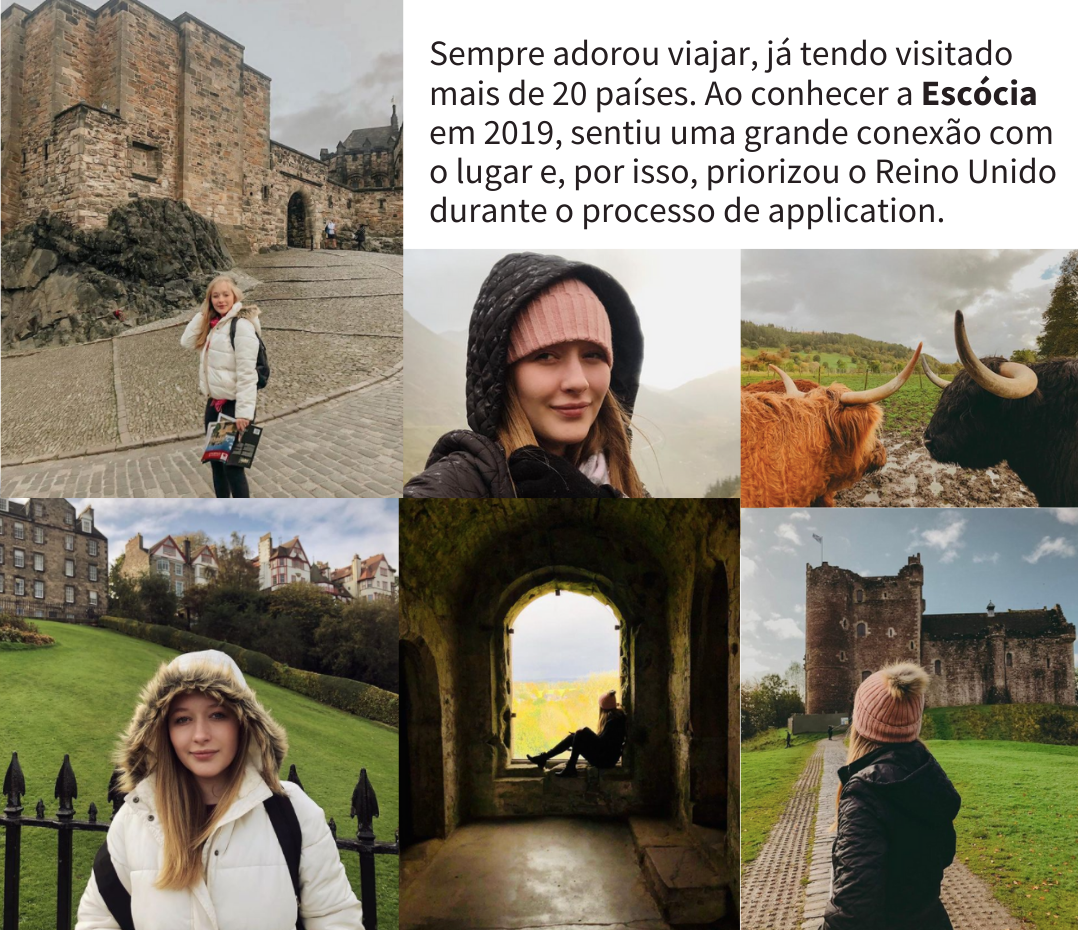 Sempre adorou viajar, já tendo visitado
mais de 20 países. Ao conhecer a Escócia
em 2019, sentiu uma grande conexão com
o lugar e, por isso, priorizou o Reino Unido
durante o processo de application.